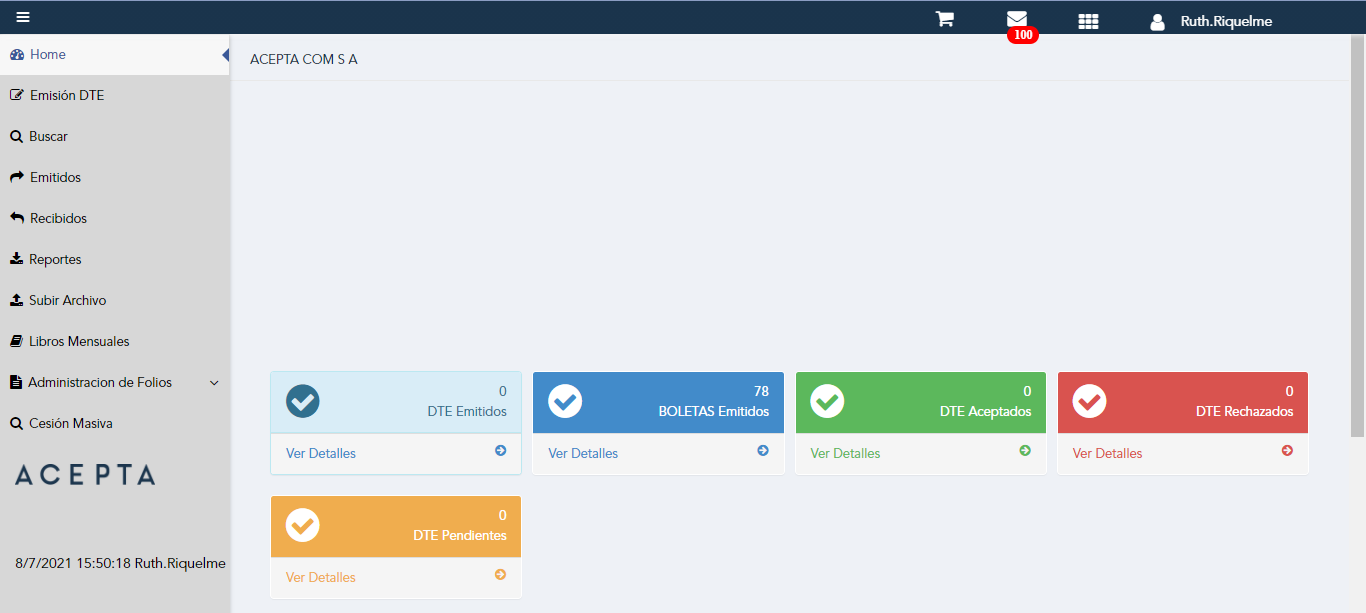 Ruth.Riquelme
100
Home
Emisión DTE
Buscar
Emitidos
Recibidos
Reportes
Subir Archivo
Libros Mensuales
Administracion de Folios
Cesión Masiva
ACEPTA
8/7/2021 15:50:18 Ruth.Riquelme
ACEPTA COM S A
0
DTE Emitidos
Ver Detalles
78
BOLETAS Emitidos
Ver Detalles
0
DTE Aceptados
Ver Detalles
0
DTE Rechazados
Ver Detalles
0
DTE Pendientes
Ver Detalles